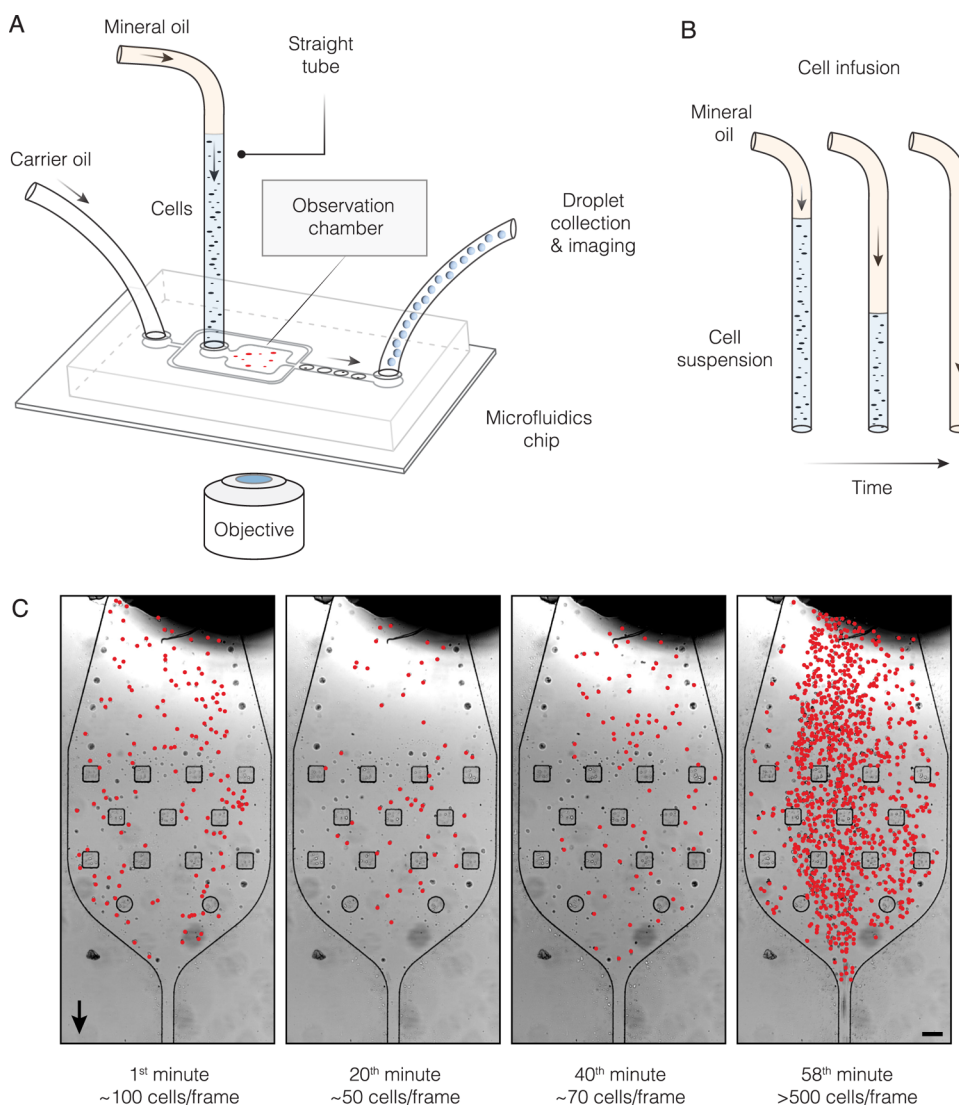 A
Mineral oil
Straight
tube
Carrier oil
Cells
Observation
chamber
Droplet
collection
& imaging
Microfluidics
chip
Objective
B
Cell infusion
Mineral
oil
Cell
suspension
Time
C
1st minute
~100 cells/frame
20th minute
~50 cells/frame
40th minute
~70 cells/frame
58th minute
>500 cells/frame